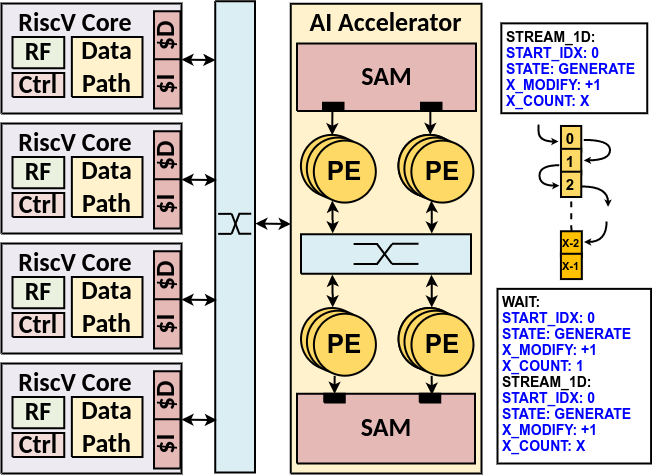 RiscV Core
RF
Data
Ctrl
Path
$D
$I
RiscV Core
RF
Data
Ctrl
Path
$D
$I
RiscV Core
RF
Data
Ctrl
Path
$D
$I
RiscV Core
RF
Data
Ctrl
Path
$D
$I
AI Accelerator
SAM
PE
PE
PE
PE
SAM
STREAM_1D:
START_IDX: 0
STATE: GENERATE
X_MODIFY: +1
X_COUNT: X
0
1
2
X-2
X-1
WAIT:
START_IDX: 0
STATE: GENERATE
X_MODIFY: +1
X_COUNT: 1
STREAM_1D:
START_IDX: 0
STATE: GENERATE
X_MODIFY: +1
X_COUNT: X